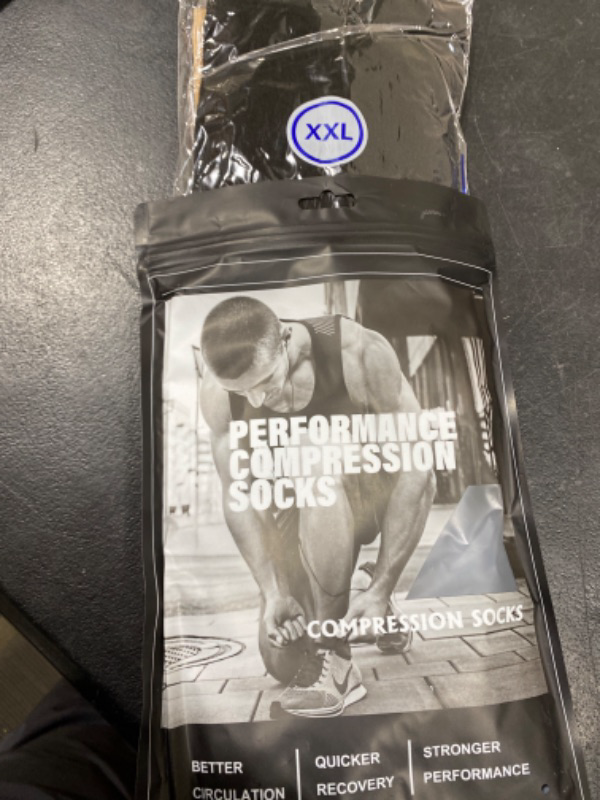 XXL
PERFORMANCE
COMPRESSION
SOCKS
COMPRESSION SOCKS
BETTER
CIRCULATION
QUICKER
RECOVERY
STRONGER
PERFORMANCE